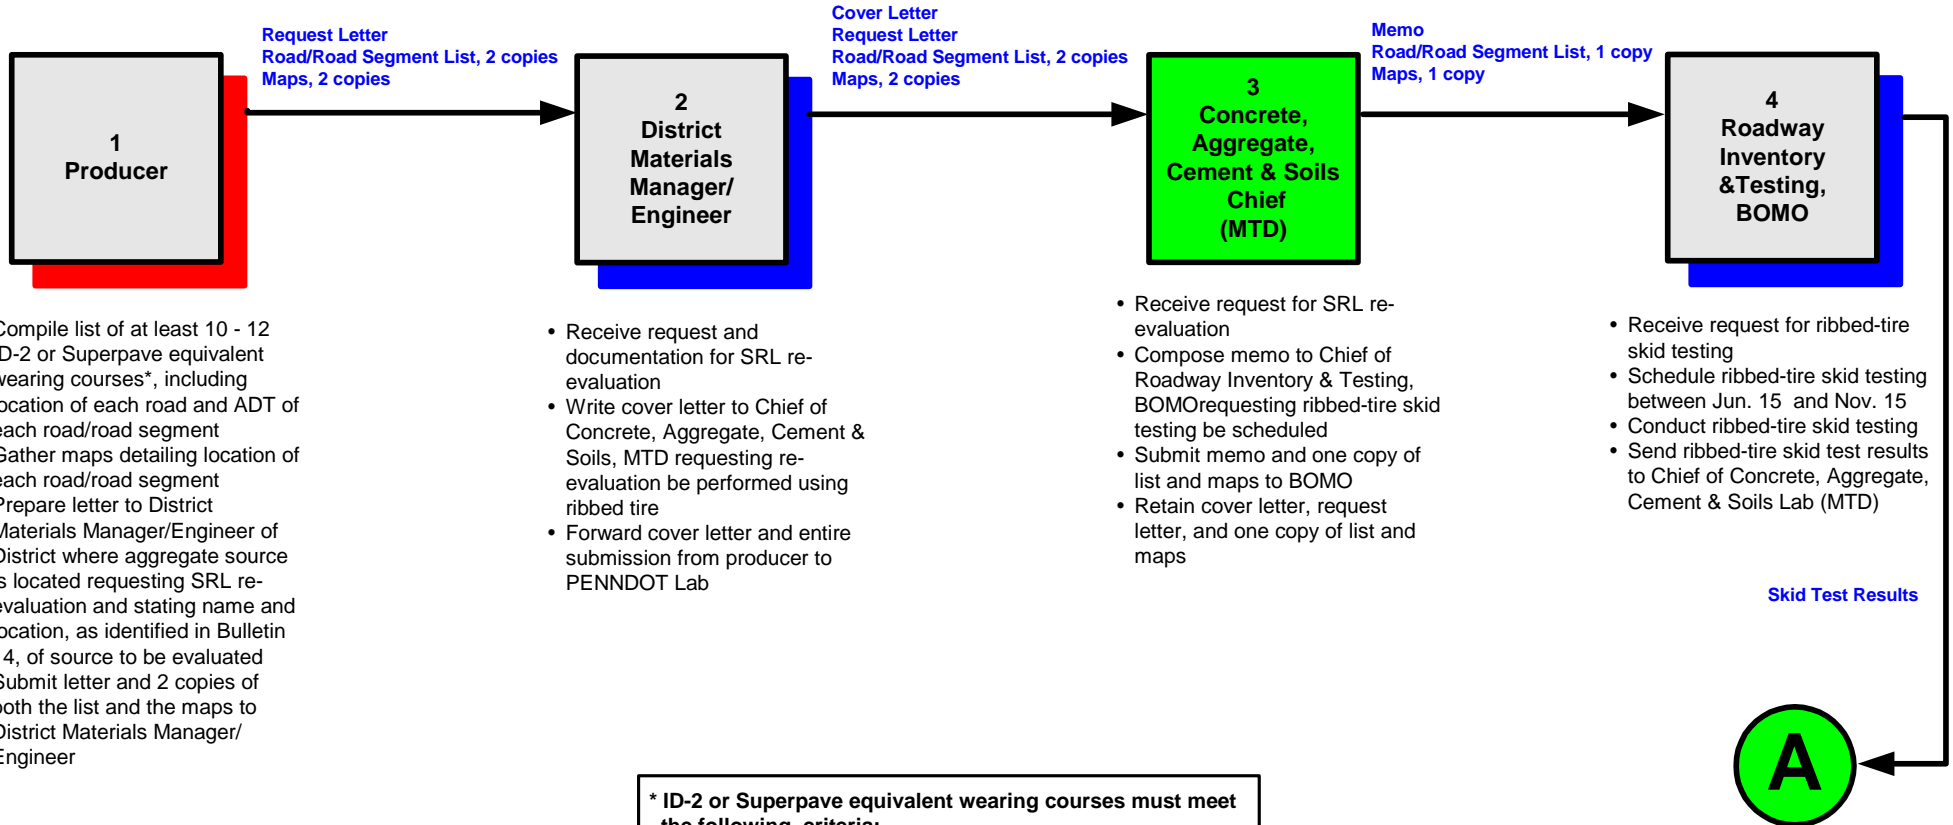 Request Letter
Road/Road Segment List, 2 copies
Maps, 2 copies
Cover Letter
Request Letter
Road/Road Segment List, 2 copies
Maps, 2 copies
Memo
Road/Road Segment List, 1 copy
Maps, 1 copy
1
Producer
2
District
Materials
Manager/
Engineer
3
Concrete,
Aggregate,
Cement & Soils
Chief
(MTD)
4
Roadway
Inventory
&Testing,
BOMO
Compile list of at least 10 - 12
ID-2 or Superpave equivalent
wearing courses*, including
location of each road and ADT of
each road/road segment
Gather maps detailing location of
each road/road segment
Prepare letter to District
Materials Manager/Engineer of
District where aggregate source
is located requesting SRL re-
evaluation and stating name and
location, as identified in Bulletin
4, of source to be evaluated
Submit letter and 2 copies of
both the list and the maps to
District Materials Manager/
Engineer
• Receive request and
documentation for SRL re-
evaluation
• Write cover letter to Chief of
Concrete, Aggregate, Cement &
Soils, MTD requesting re-
evaluation be performed using
ribbed tire
• Forward cover letter and entire
submission from producer to
PENNDOT Lab
• Receive request for SRL re-
evaluation
• Compose memo to Chief of
Roadway Inventory & Testing,
BOMOrequesting ribbed-tire skid
testing be scheduled
• Submit memo and one copy of
list and maps to BOMO
• Retain cover letter, request
letter, and one copy of list and
maps
• Receive request for ribbed-tire
skid testing
• Schedule ribbed-tire skid testing
between Jun. 15 and Nov. 15
• Conduct ribbed-tire skid testing
• Send ribbed-tire skid test results
to Chief of Concrete, Aggregate,
Cement & Soils Lab (MTD)
Skid Test Results
A
* ID-2 or Superpave equivalent wearing courses must meet
the following criteria: